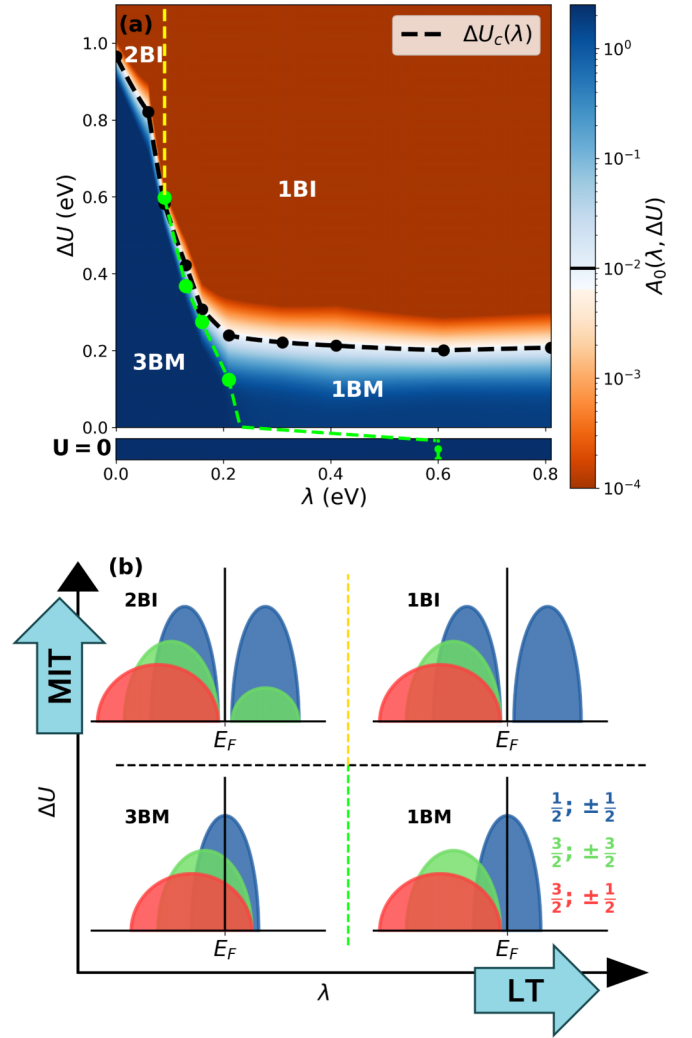 (a)
ΔU_c(λ)
2BI
1BI
3BM
1BM
ΔU (eV)
1.0
0.8
0.6
0.4
0.2
0.0
U = 0
0.0 0.2 0.4 0.6 0.8
λ (eV)
10^0
10^{-1}
10^{-2}
10^{-3}
10^{-4}
A_0(λ, ΔU)
(b)
2BI
1BI
MIT
E_F
E_F
ΔU
3BM
1BM
1/2; ± 1/2
3/2; ± 3/2
3/2; ± 1/2
E_F
E_F
λ
LT